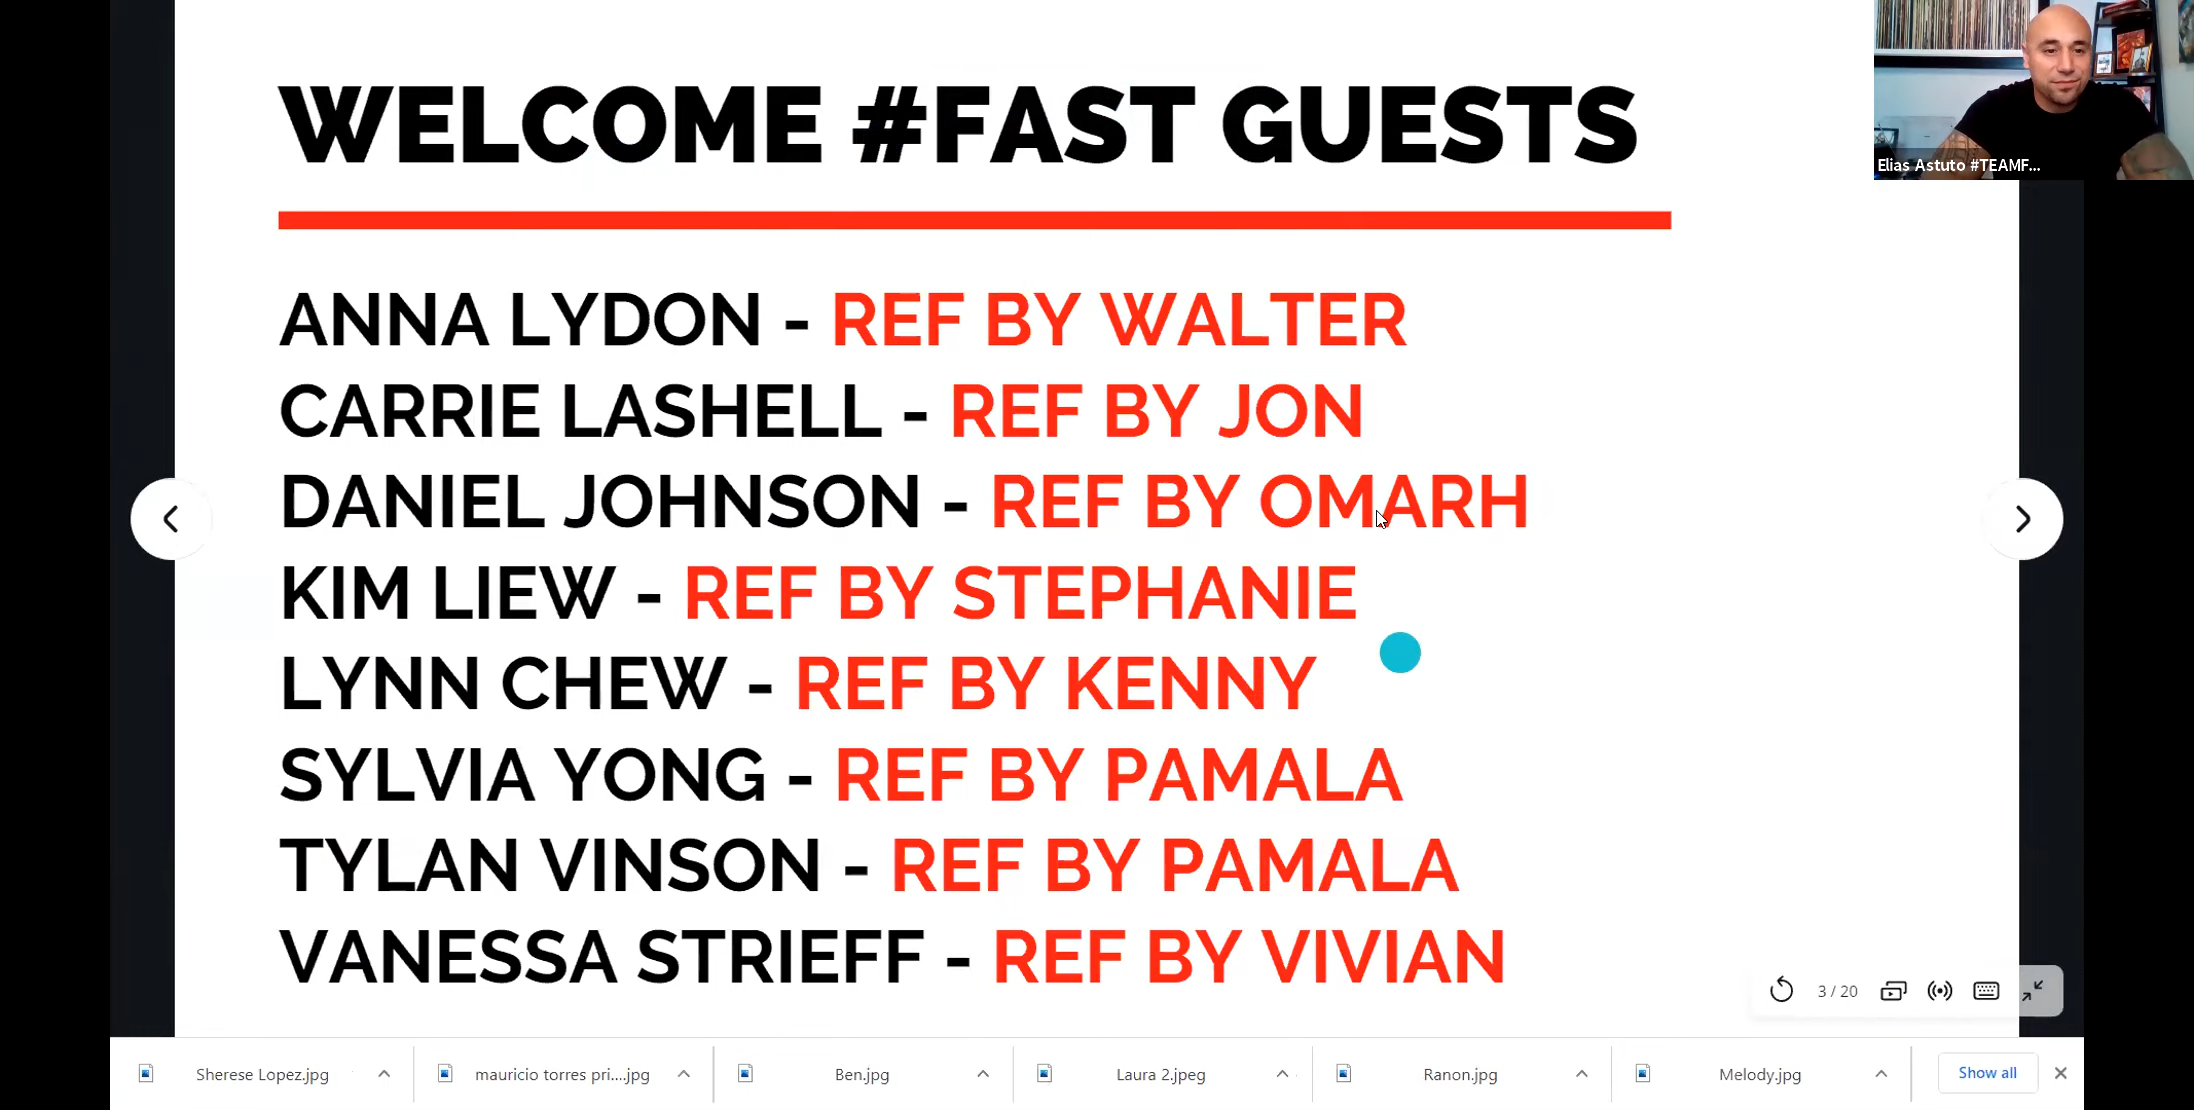 WELCOME #FAST GUESTS
Elias Astuto #TEAMF...
ANNA LYDON - REF BY WALTER
CARRIE LASHELL - REF BY JON
DANIEL JOHNSON - REF BY OMARH
KIM LIEW - REF BY STEPHANIE
LYNN CHEW - REF BY KENNY
SYLVIA YONG - REF BY PAMALA
TYLAN VINSON - REF BY PAMALA
VANESSA STRIEFF - REF BY VIVIAN
3 / 20
Sherese Lopez.jpg
mauricio torres pri....jpg
Ben.jpg
Laura 2.jpeg
Ranon.jpg
Melody.jpg
Show all